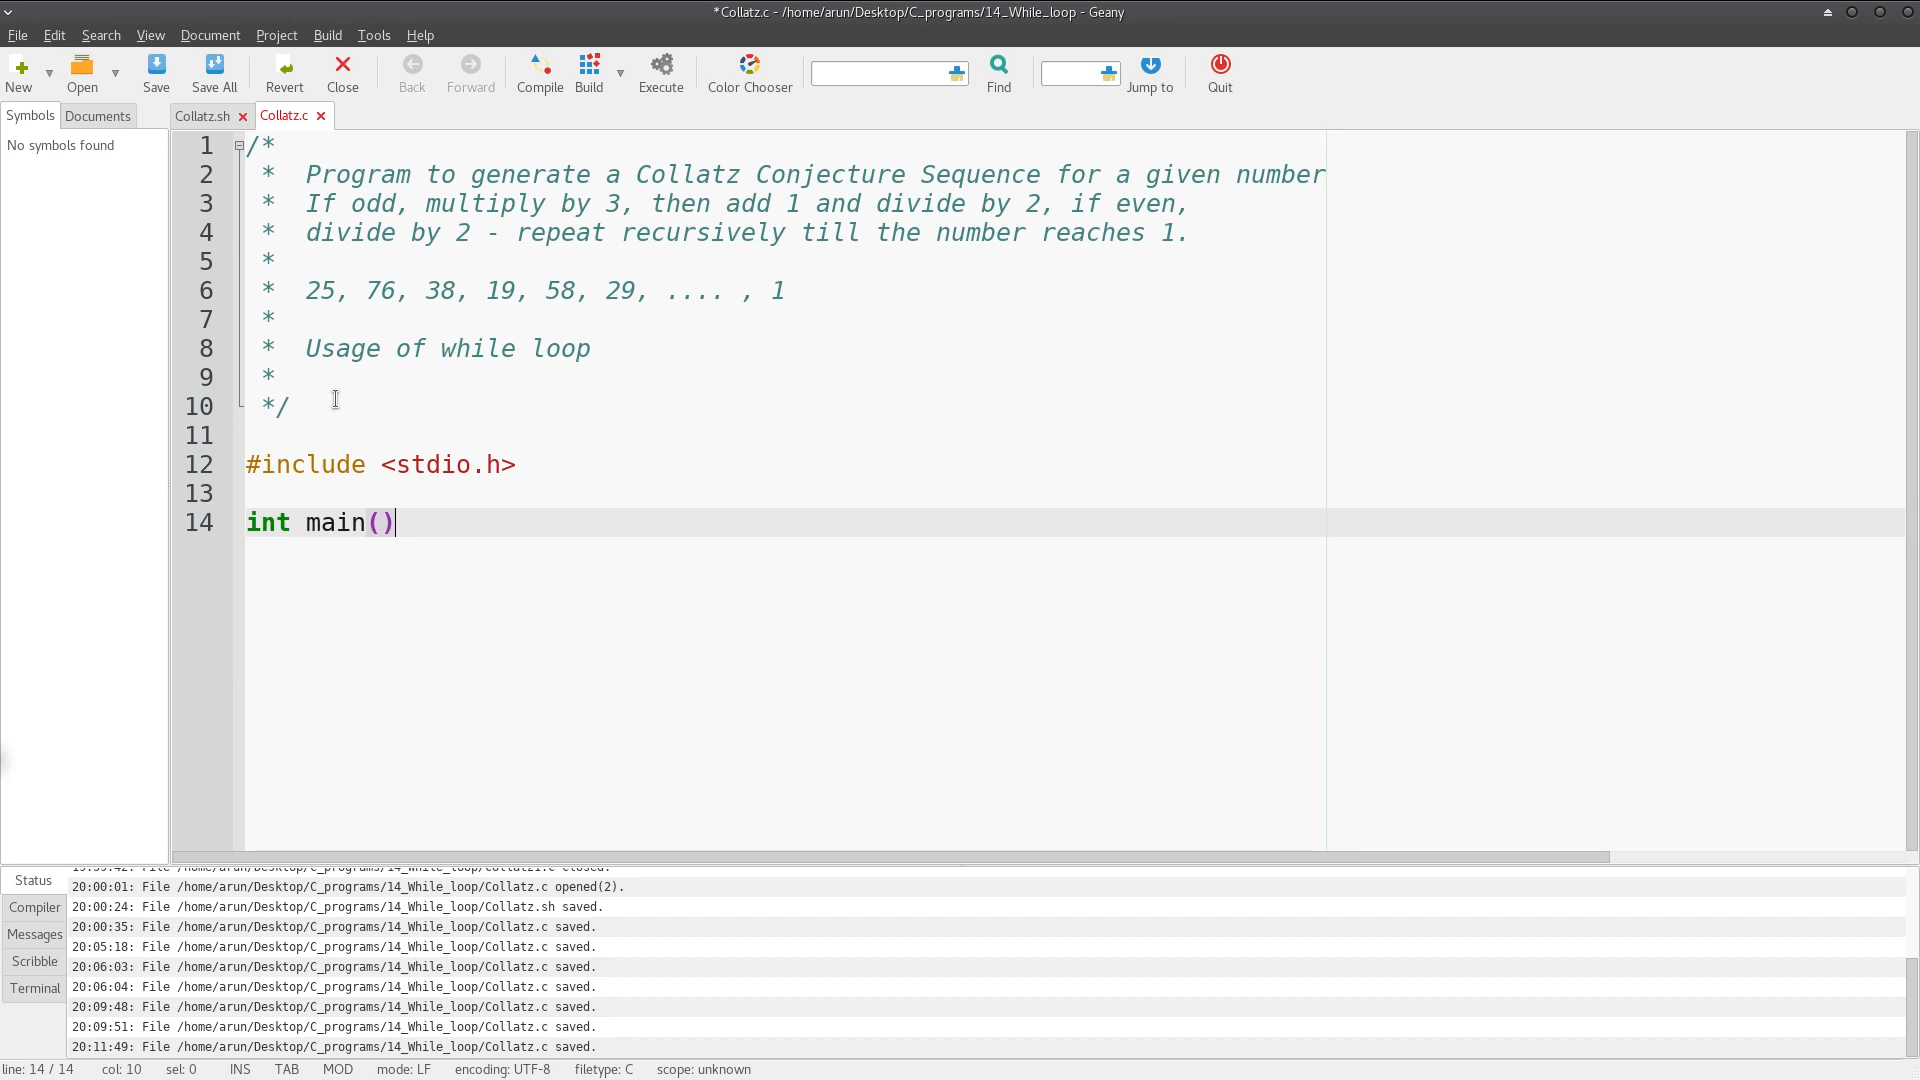 *Collatz.c - /home/arun/Desktop/C_programs/14_While_loop - Geany
File Edit Search View Document Project Build Tools Help
New Open Save Save All Revert Close Back Forward Compile Build Execute Color Chooser Find Jump to Quit
Symbols Documents Collatz.sh Collatz.c
No symbols found
1 /*
2 * Program to generate a Collatz Conjecture Sequence for a given number
3 * If odd, multiply by 3, then add 1 and divide by 2, if even,
4 * divide by 2 - repeat recursively till the number reaches 1.
5 *
6 * 25, 76, 38, 19, 58, 29, .... , 1
7 *
8 * Usage of while loop
9 *
10 */
11
12 #include <stdio.h>
13
14 int main()
Status
Compiler
Messages
Scribble
Terminal
20:00:01: File /home/arun/Desktop/C_programs/14_While_loop/Collatz.c opened(2).
20:00:24: File /home/arun/Desktop/C_programs/14_While_loop/Collatz.sh saved.
20:00:35: File /home/arun/Desktop/C_programs/14_While_loop/Collatz.c saved.
20:05:18: File /home/arun/Desktop/C_programs/14_While_loop/Collatz.c saved.
20:06:03: File /home/arun/Desktop/C_programs/14_While_loop/Collatz.c saved.
20:06:04: File /home/arun/Desktop/C_programs/14_While_loop/Collatz.c saved.
20:09:48: File /home/arun/Desktop/C_programs/14_While_loop/Collatz.c saved.
20:09:51: File /home/arun/Desktop/C_programs/14_While_loop/Collatz.c saved.
20:11:49: File /home/arun/Desktop/C_programs/14_While_loop/Collatz.c saved.
line: 14 / 14 col: 10 sel: 0 INS TAB MOD mode: LF encoding: UTF-8 filetype: C scope: unknown